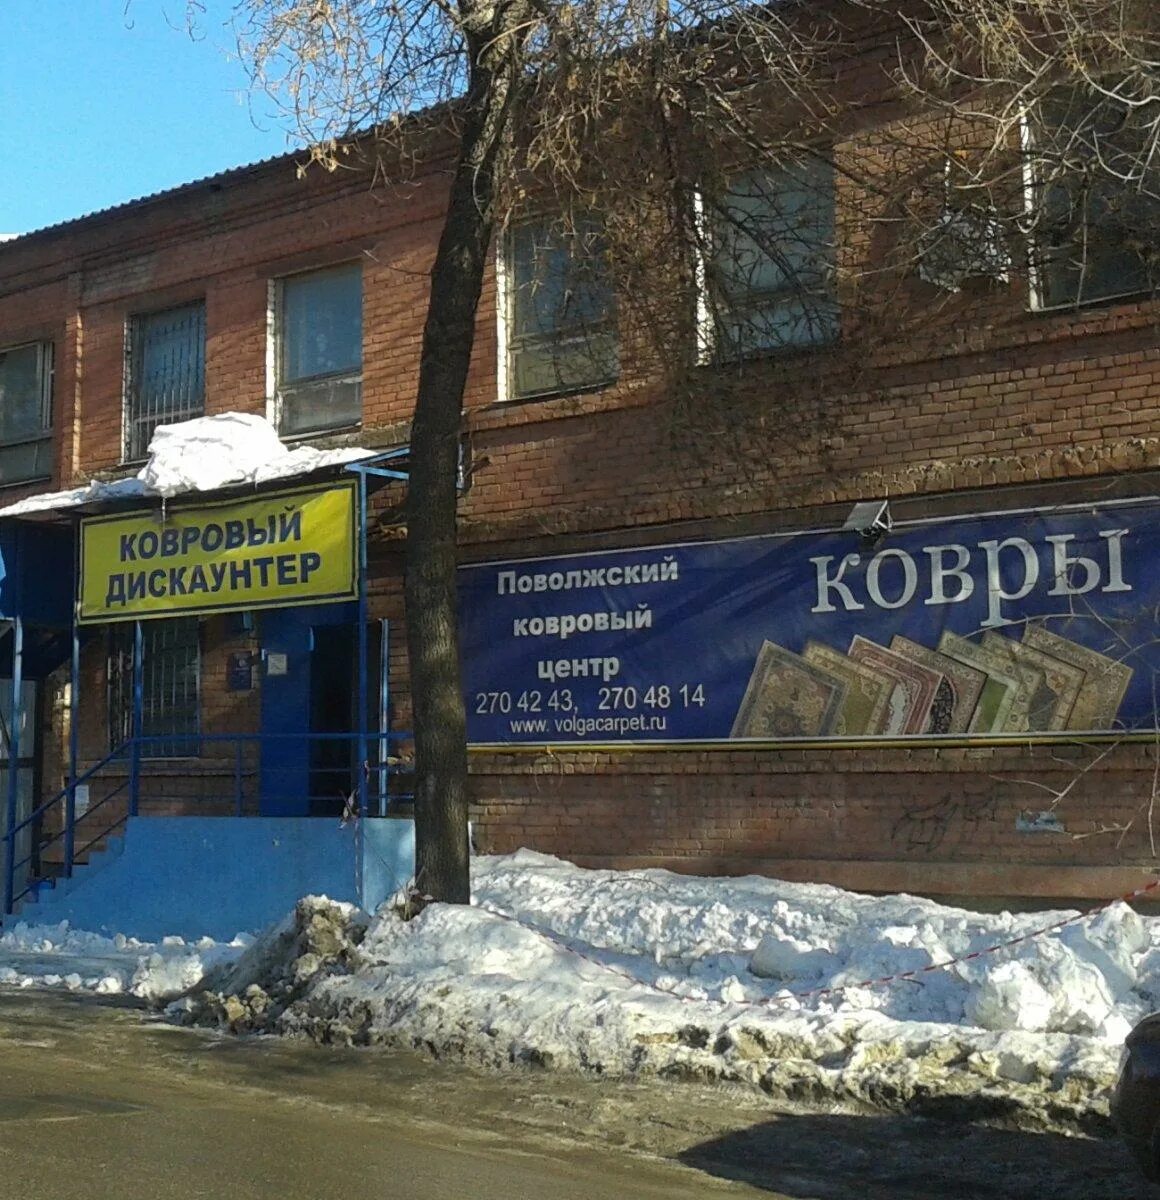 КОВРОВЫЙ
ДИСКАУНТЕР
Поволжский
ковровый
центр
270 42 43, 270 48 14
www. volgacarpet.ru
ковры